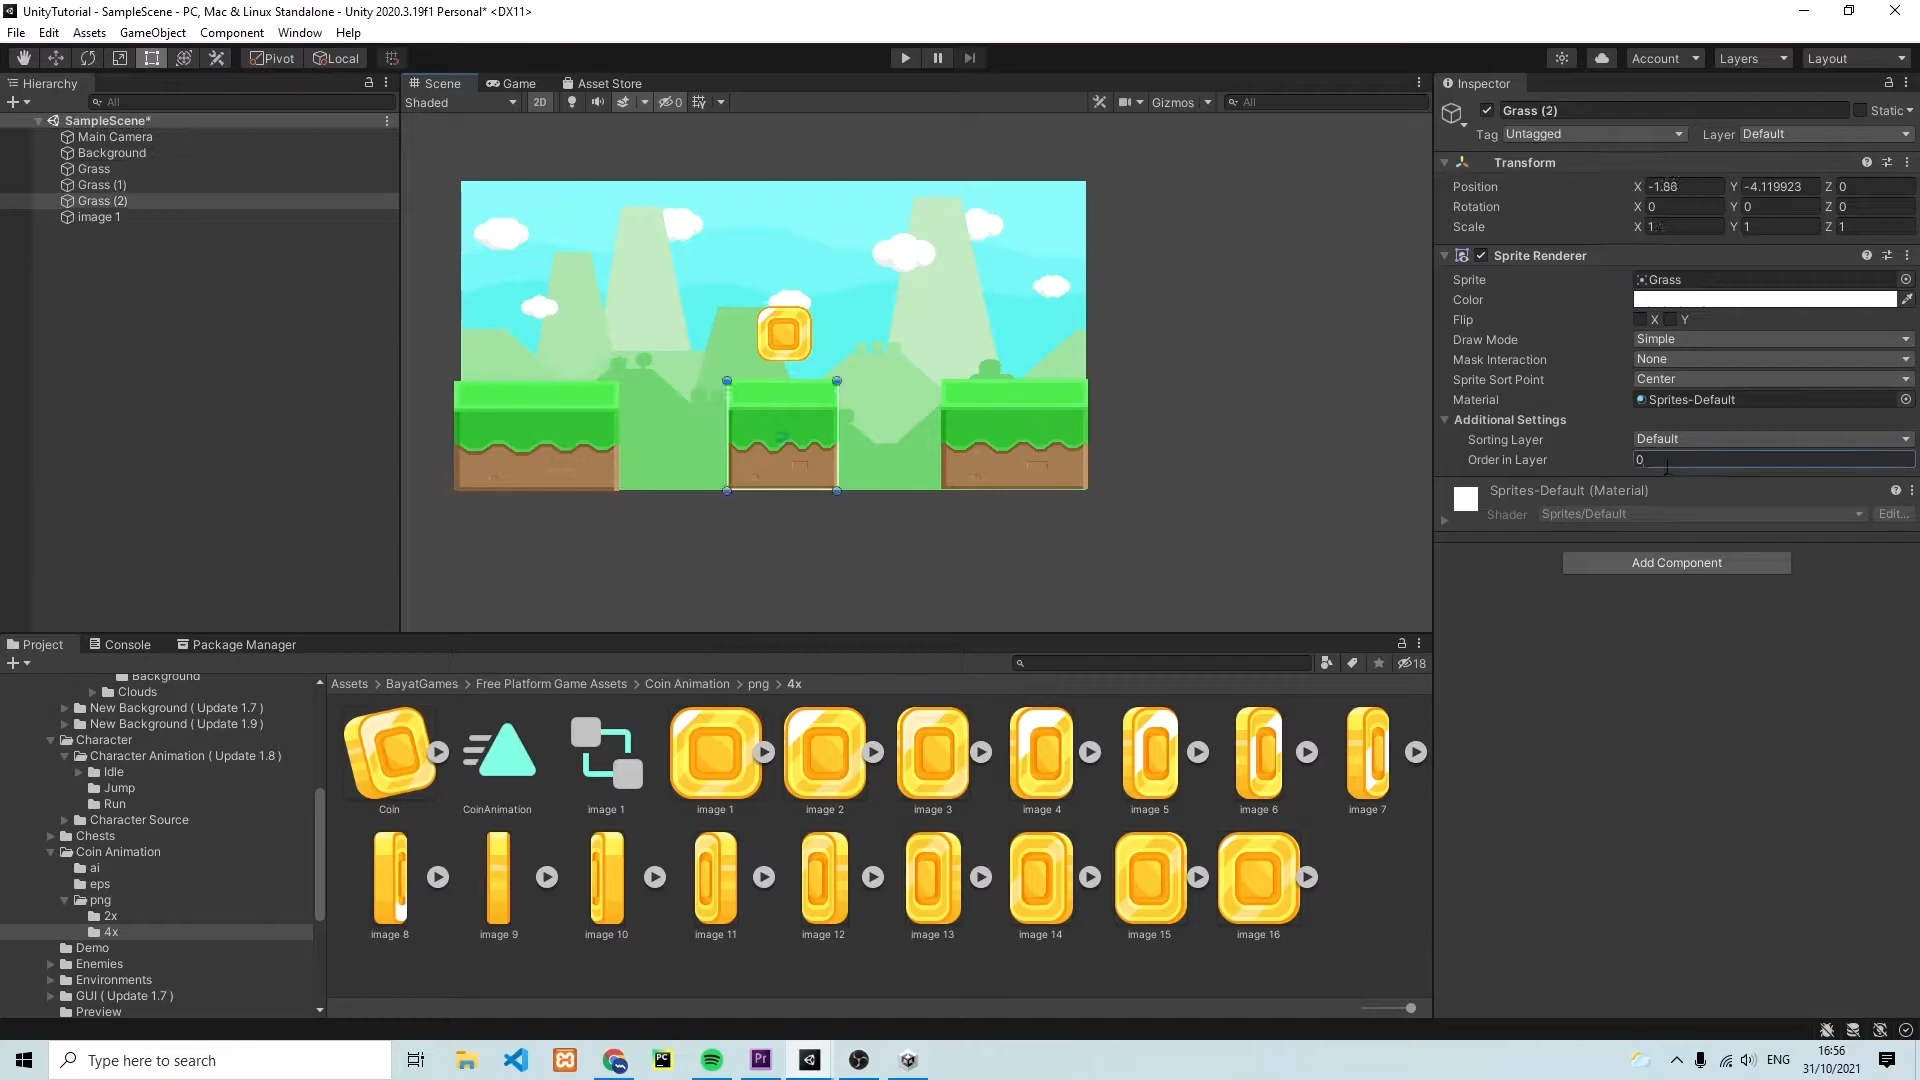 UnityTutorial - SampleScene - PC, Mac & Linux Standalone - Unity 2020.3.19f1 Personal* <DX11>
File Edit Assets GameObject Component Window Help
Pivot Local Account Layers Layout
Hierarchy
All
SampleScene*
Main Camera
Background
Grass
Grass (1)
Grass (2)
image 1
Scene Game Asset Store
Shaded 2D 0 Gizmos All
Inspector
Grass (2) Static
Tag Untagged Layer Default
Transform
Position X -1.86 Y -4.119923 Z 0
Rotation X 0 Y 0 Z 0
Scale X 1 Y 1 Z 1
Sprite Renderer
Sprite Grass
Color
Flip X Y
Draw Mode Simple
Mask Interaction None
Sprite Sort Point Center
Material Sprites-Default
Additional Settings
Sorting Layer Default
Order in Layer 0
Sprites-Default (Material)
Shader Sprites/Default Edit...
Add Component
Project Console Package Manager
18
Background
Clouds
New Background ( Update 1.7 )
New Background ( Update 1.9 )
Character
Character Animation ( Update 1.8 )
Idle
Jump
Run
Character Source
Chests
Coin Animation
ai
eps
png
2x
4x
Demo
Enemies
Environments
GUI ( Update 1.7 )
Preview
Assets > BayatGames > Free Platform Game Assets > Coin Animation > png > 4x
Coin CoinAnimation image 1 image 1 image 2 image 3 image 4 image 5 image 6 image 7
image 8 image 9 image 10 image 11 image 12 image 13 image 14 image 15 image 16
Type here to search
PC
Pr
ENG
16:56
31/10/2021